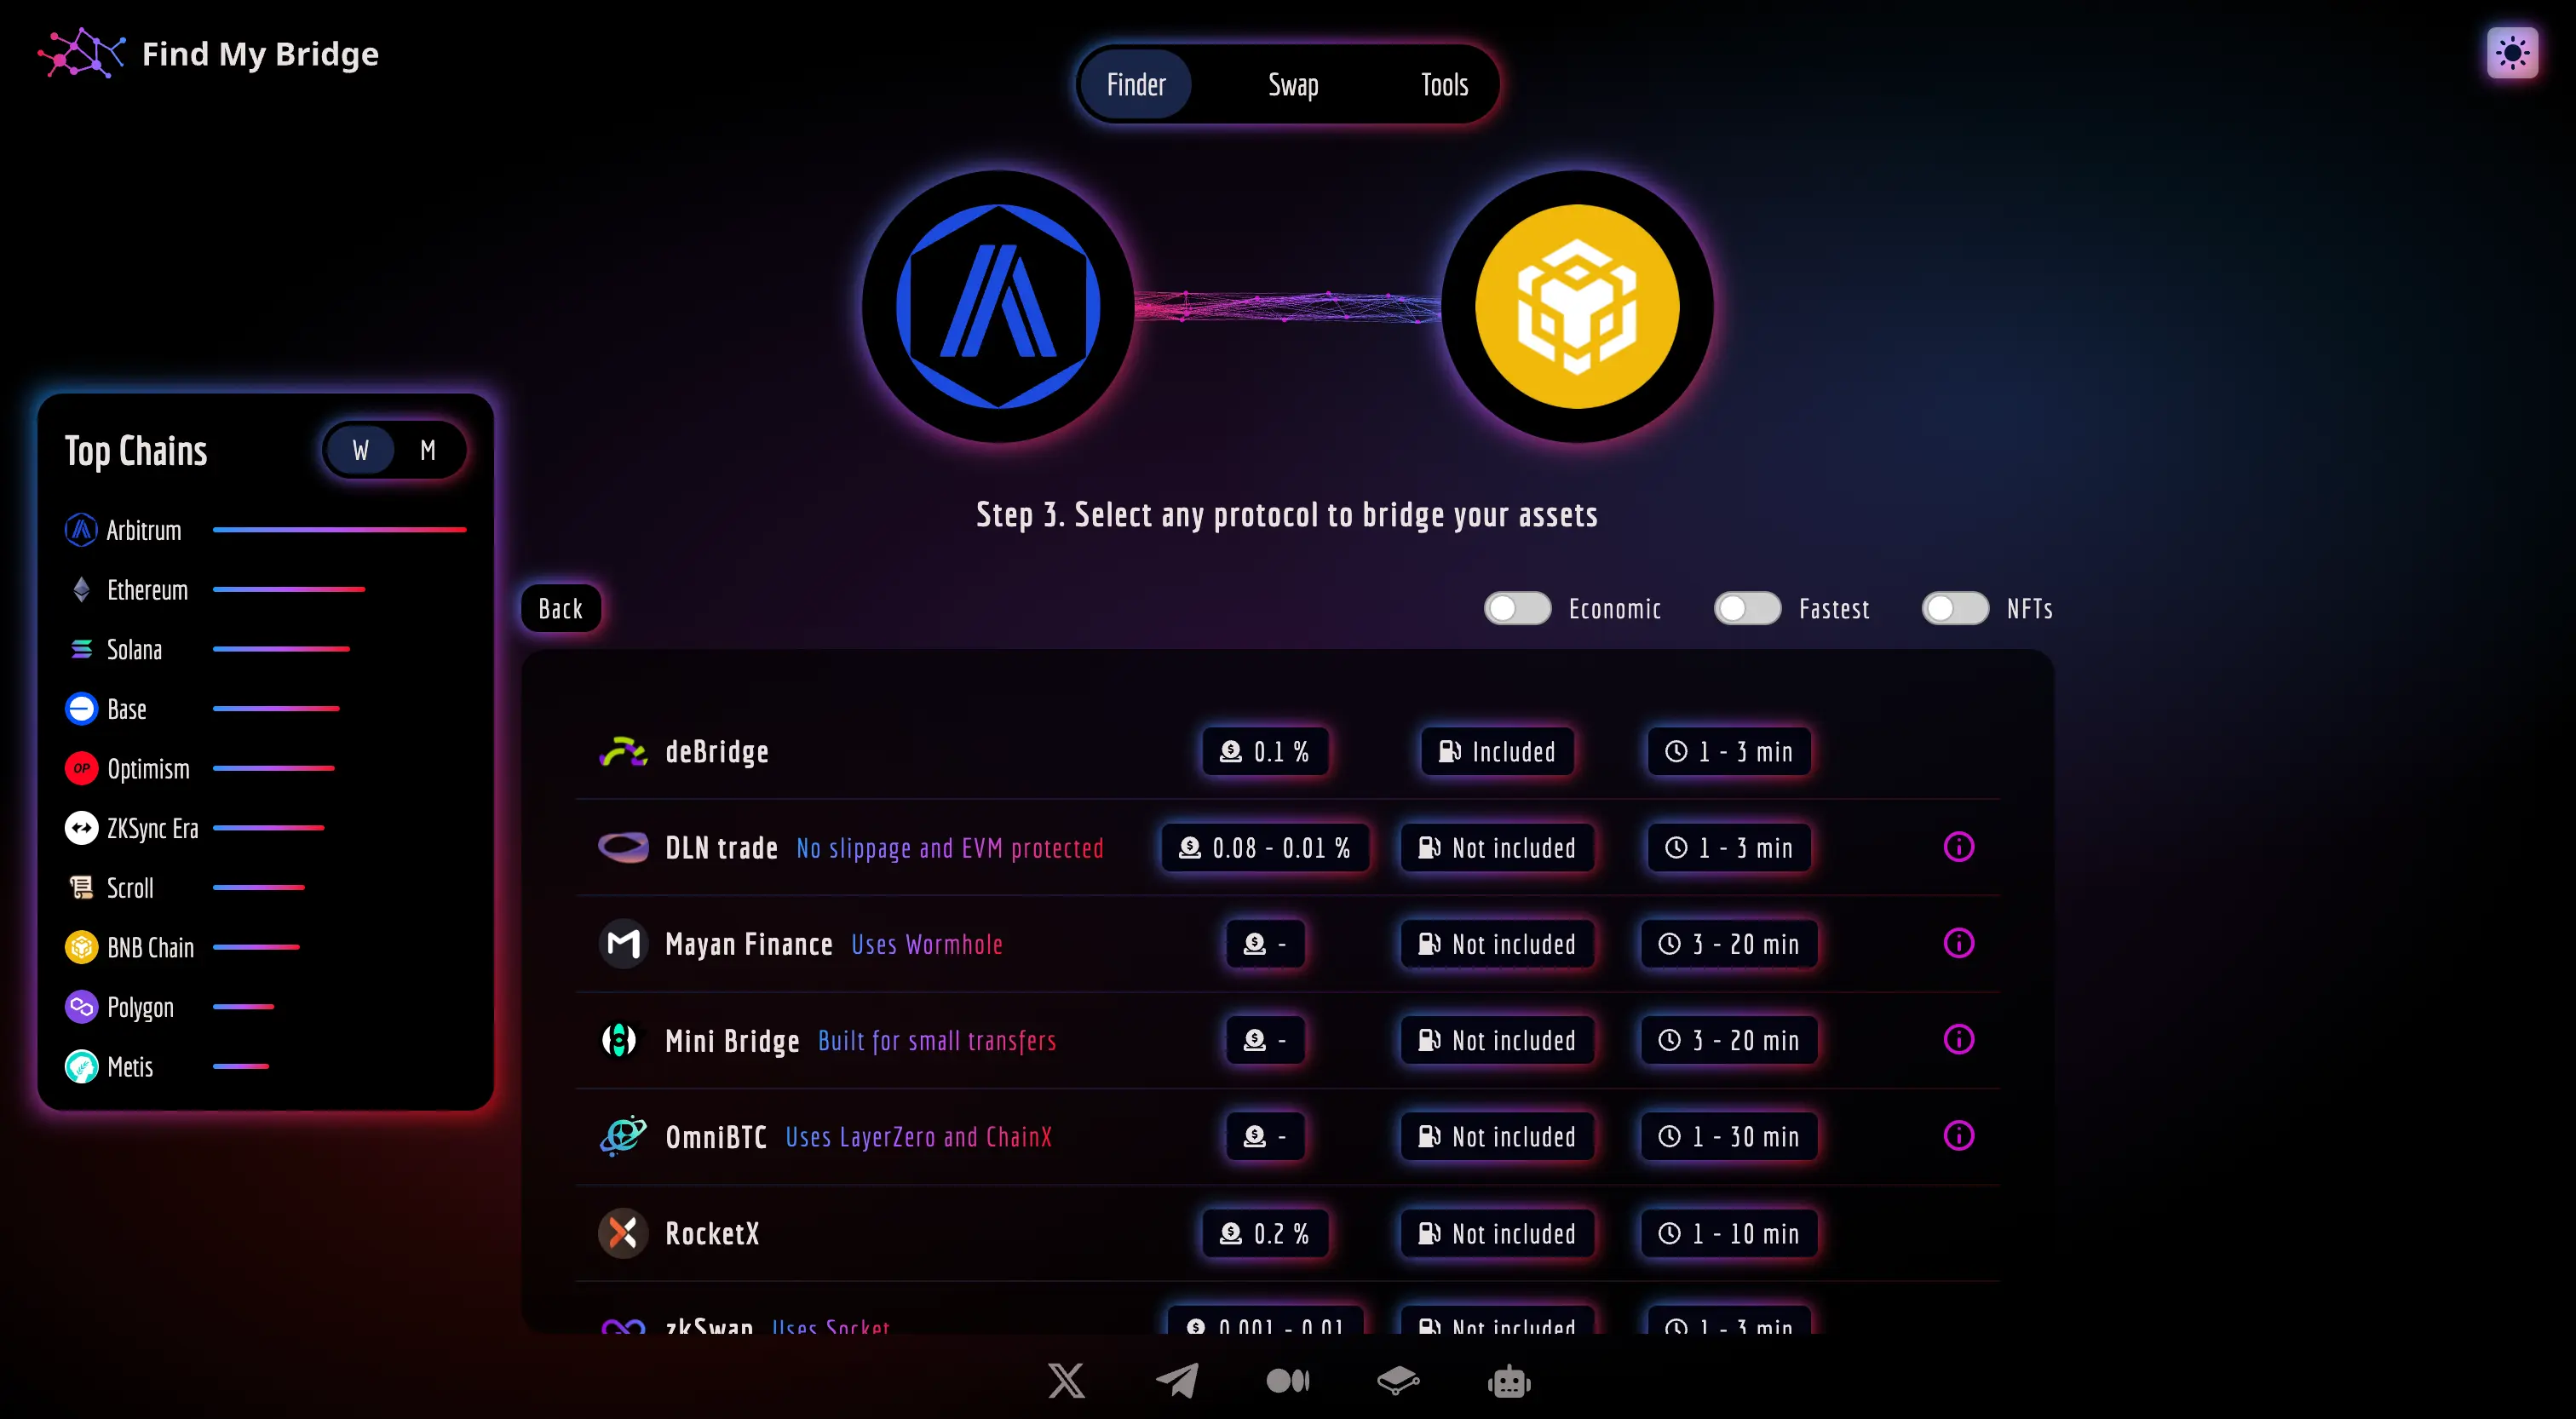 Find My Bridge
Finder Swap Tools
Top Chains W M
Arbitrum
Ethereum
Solana
Base
OP Optimism
ZKSync Era
Scroll
BNB Chain
Polygon
Metis
Step 3. Select any protocol to bridge your assets
Back Economic Fastest NFTs
deBridge 0.1 % Included 1 - 3 min
DLN trade No slippage and EVM protected 0.08 - 0.01 % Not included 1 - 3 min
Mayan Finance Uses Wormhole - Not included 3 - 20 min
Mini Bridge Built for small transfers - Not included 3 - 20 min
OmniBTC Uses LayerZero and ChainX - Not included 1 - 30 min
RocketX 0.2 % Not included 1 - 10 min
zkSwap Uses Socket 0.001 - 0.01 Not included 1 - 3 min